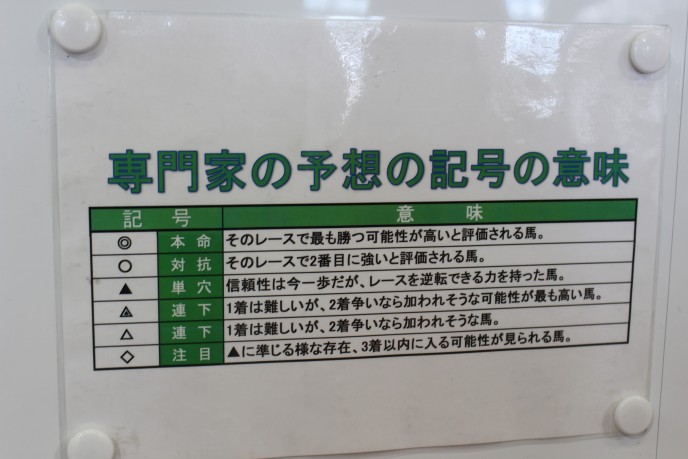 専門家の予想の記号の意味
記号 意味
◎ 本命 そのレースで最も勝つ可能性が高いと評価される馬。
○ 対抗 そのレースで2番目に強いと評価される馬。
▲ 単穴 信頼性は今一歩だが、レースを逆転できる力を持った馬。
◬ 連下 1着は難しいが、2着争いなら加われそうな可能性が最も高い馬。
△ 連下 1着は難しいが、2着争いなら加われそうな馬。
◇ 注目 ▲に準じる様な存在、3着以内に入る可能性が見られる馬。